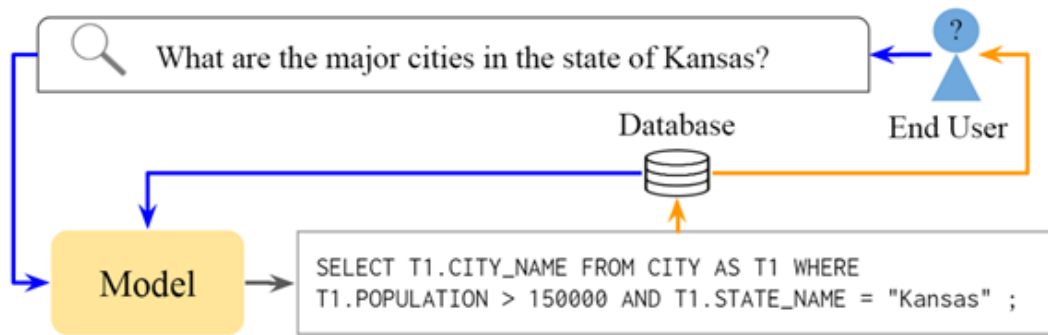 What are the major cities in the state of Kansas?
?
End User
Database
Model
SELECT T1.CITY_NAME FROM CITY AS T1 WHERE
T1.POPULATION > 150000 AND T1.STATE_NAME = "Kansas" ;